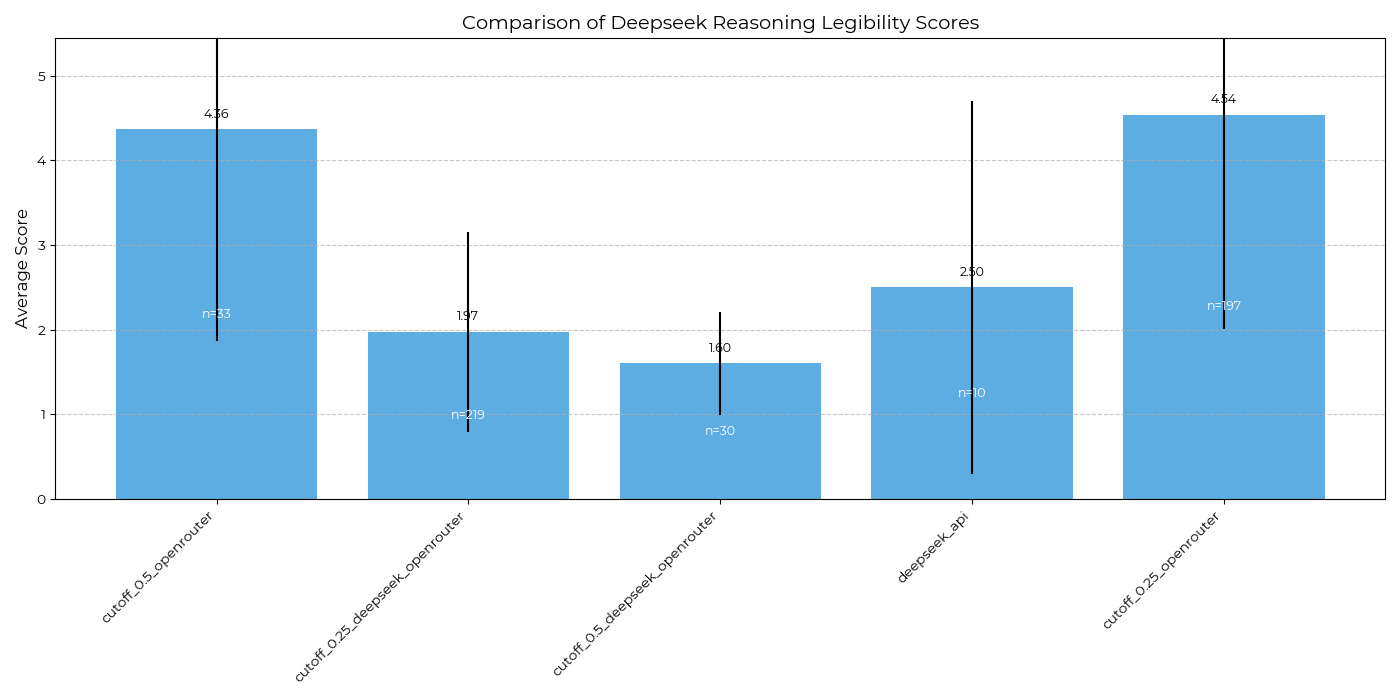 Comparison of Deepseek Reasoning Legibility Scores
Average Score
5
4
3
2
1
0
4.36
n=33
1.97
n=219
1.60
n=30
2.50
n=10
4.54
n=197
cutoff_0.5_openrouter
cutoff_0.25_deepseek_openrouter
cutoff_0.5_deepseek_openrouter
deepseek_api
cutoff_0.25_openrouter